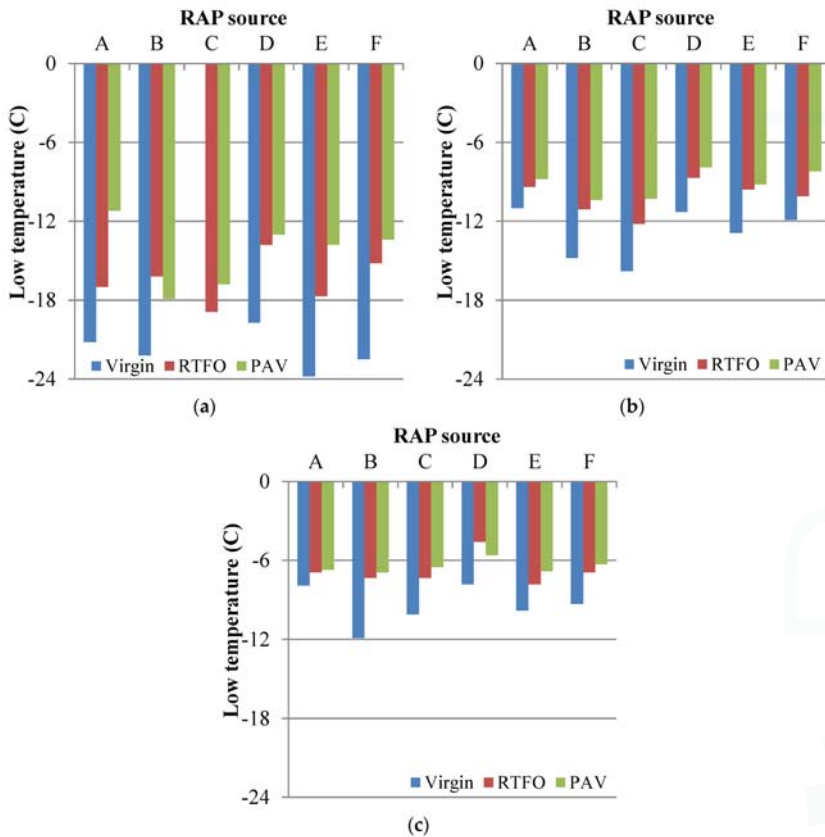 RAP source
A B C D E F
0
-6
-12
-18
-24
Low temperature (C)
Virgin RTFO PAV
(a)
RAP source
A B C D E F
0
-6
-12
-18
-24
Low temperature (C)
Virgin RTFO PAV
(b)
RAP source
A B C D E F
0
-6
-12
-18
-24
Low temperature (C)
Virgin RTFO PAV
(c)